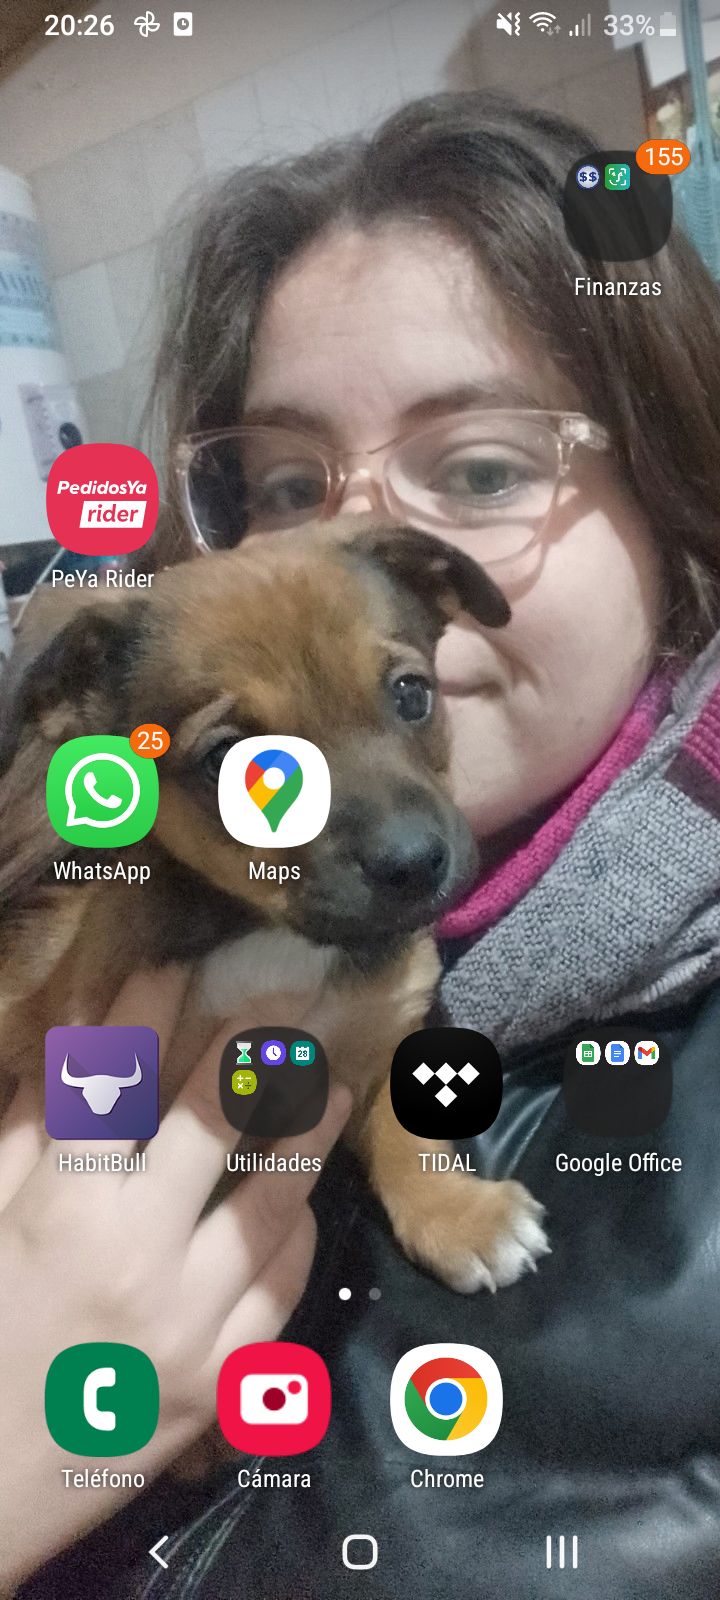 20:26
33%
155
$$
Finanzas
PedidosYa
rider
PeYa Rider
25
WhatsApp
Maps
28
HabitBull
Utilidades
TIDAL
Google Office
Teléfono
Cámara
Chrome